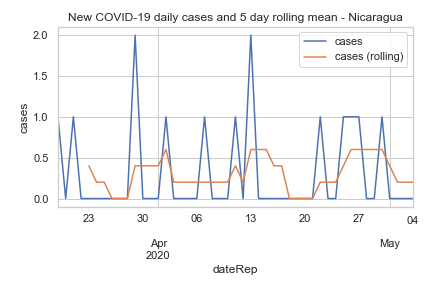 New COVID-19 daily cases and 5 day rolling mean - Nicaragua
cases
cases (rolling)
2.0
1.5
1.0
0.5
0.0
cases
23 30 06 13 20 27 04
Apr May
2020
dateRep